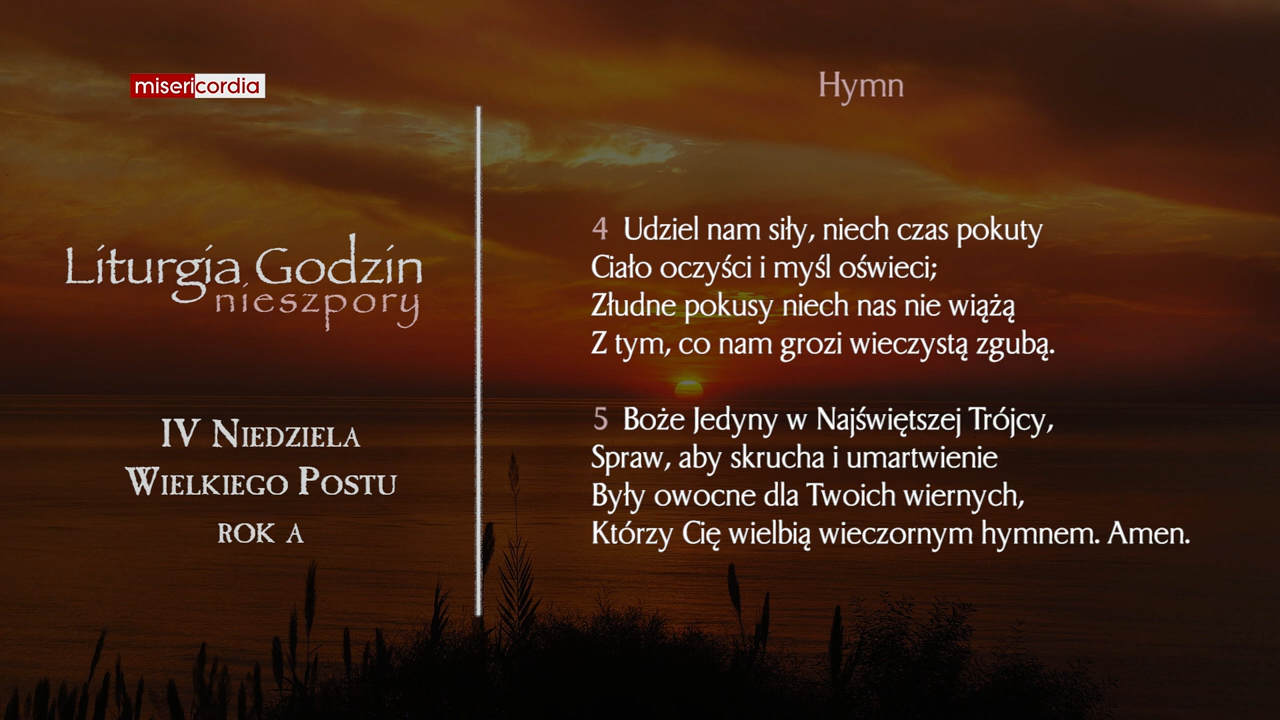 misericordia
Liturgia Godzin
nieszpory
IV Niedziela
Wielkiego Postu
rok A
Hymn
4 Udziel nam siły, niech czas pokuty
Ciało oczyści i myśl oświeci;
Złudne pokusy niech nas nie wiążą
Z tym, co nam grozi wieczystą zgubą.
5 Boże Jedyny w Najświętszej Trójcy,
Spraw, aby skrucha i umartwienie
Były owocne dla Twoich wiernych,
Którzy Cię wielbią wieczornym hymnem. Amen.